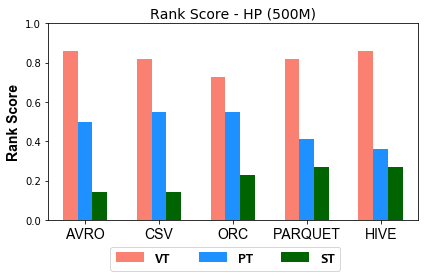 Rank Score - HP (500M)
Rank Score
1.0
0.8
0.6
0.4
0.2
0.0
AVRO CSV ORC PARQUET HIVE
VT PT ST